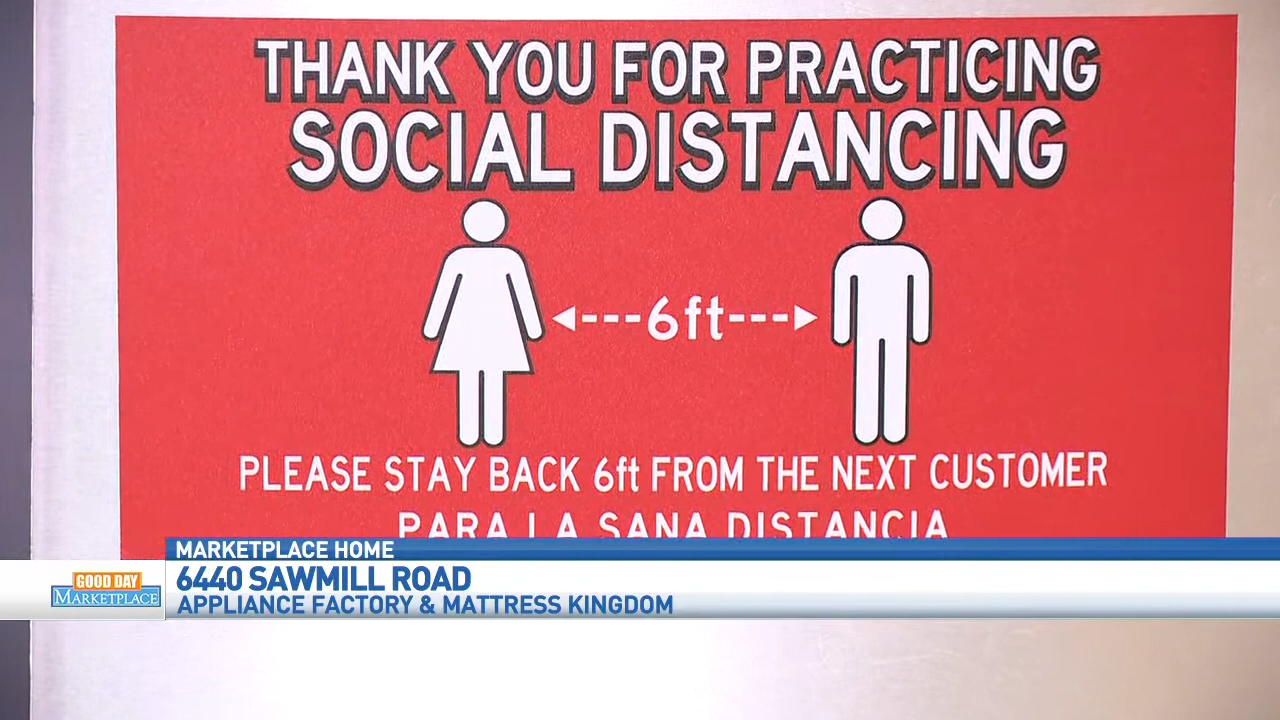 THANK YOU FOR PRACTICING
SOCIAL DISTANCING
6ft
PLEASE STAY BACK 6ft FROM THE NEXT CUSTOMER
PARA LA SANA DISTANCIA
MARKETPLACE HOME
GOOD DAY
MARKETPLACE
6440 SAWMILL ROAD
APPLIANCE FACTORY & MATTRESS KINGDOM